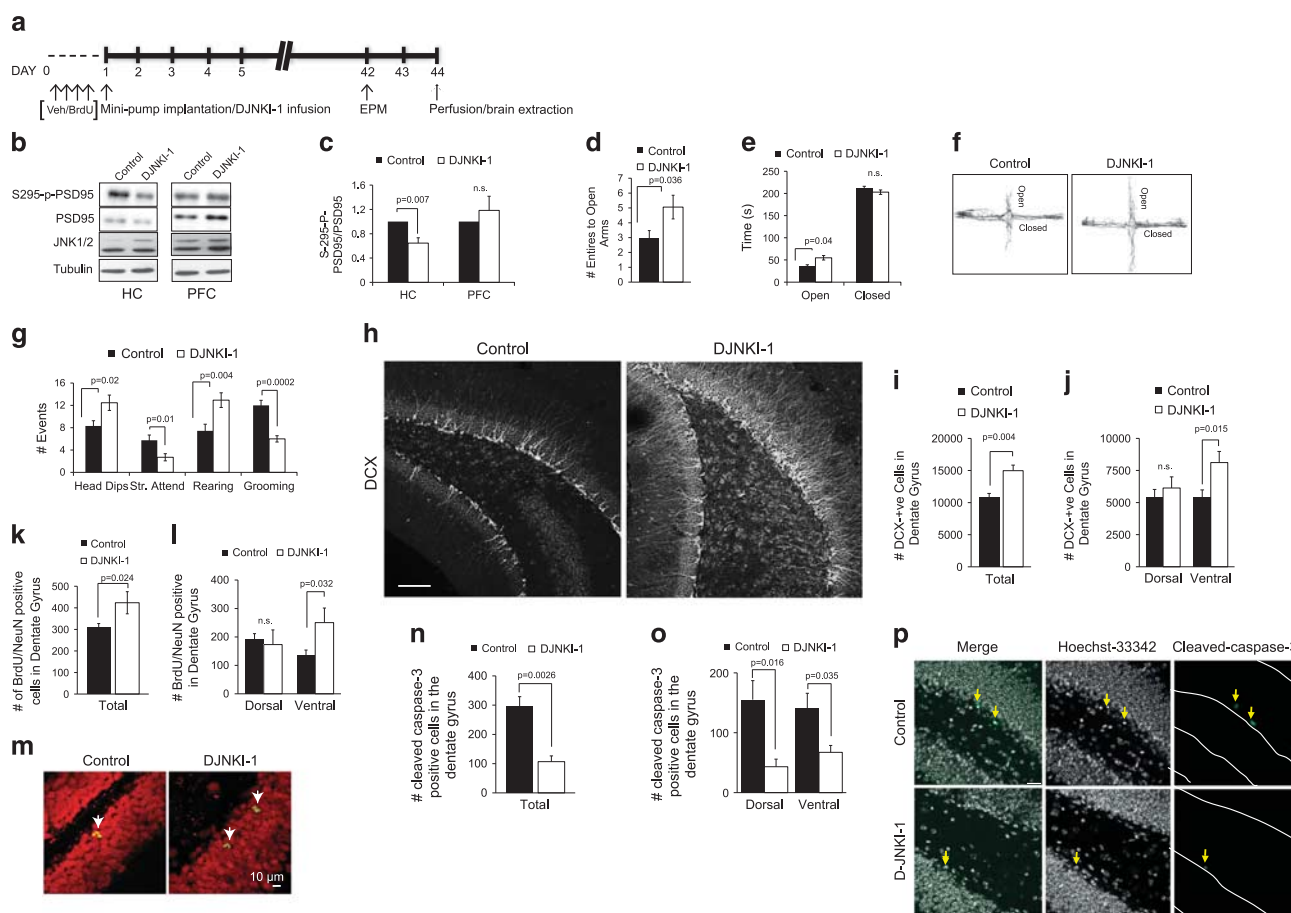 a
DAY 0 1 2 3 4 5 42 43 44
[Veh/BrdU] Mini-pump implantation/DJNKI-1 infusion EPM Perfusion/brain extraction
b
Control DJNKI-1 Control DJNKI-1
S295-p-PSD95
PSD95
JNK1/2
Tubulin
HC PFC
c
Control DJNKI-1
S-295-P-
PSD95/PSD95
1.6
1.2
0.8
0.4
0
p=0.007
n.s.
HC PFC
d
Control
DJNKI-1
# Entires to Open
Arms
7
6
5
4
3
2
1
0
p=0.036
e
Control DJNKI-1
Time (s)
250
200
150
100
50
0
p=0.04
n.s.
Open Closed
f
Control DJNKI-1
Open
Closed
Open
Closed
g
Control DJNKI-1
# Events
16
12
8
4
0
p=0.02
p=0.01
p=0.004
p=0.0002
Head Dips Str. Attend Rearing Grooming
h
Control DJNKI-1
DCX
i
Control
DJNKI-1
# DCX-+ve Cells in
Dentate Gyrus
20000
15000
10000
5000
0
p=0.004
Total
j
Control
DJNKI-1
# DCX-+ve Cells in
Dentate Gyrus
10000
7500
5000
2500
0
n.s.
p=0.015
Dorsal Ventral
k
Control
DJNKI-1
# of BrdU/NeuN positive
cells in Dentate Gyrus
500
400
300
200
100
0
p=0.024
Total
l
Control DJNKI-1
# BrdU/NeuN positive
in Dentate Gyrus
400
300
200
100
0
n.s.
p=0.032
Dorsal Ventral
m
Control DJNKI-1
10 µm
n
Control
DJNKI-1
# cleaved caspase-3
positive cells in the
dentate gyrus
400
300
200
100
0
p=0.0026
Total
o
Control DJNKI-1
# cleaved caspase-3
positive cells in the
dentate gyrus
200
150
100
50
0
p=0.016
p=0.035
Dorsal Ventral
p
Merge Hoechst-33342 Cleaved-caspase-3
Control
D-JNKI-1